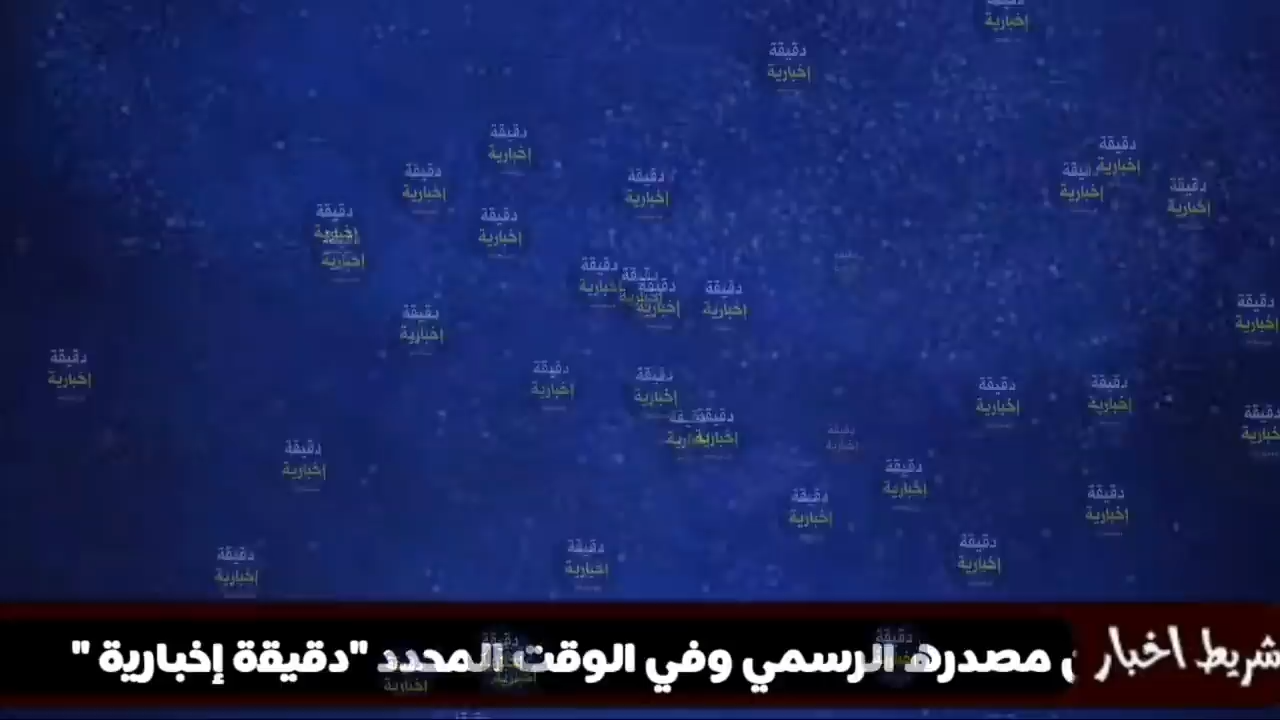 دقيقة
إخبارية
شريط اخبار
مصدره الرسمي وفي الوقت المحدد "دقيقة إخبارية "